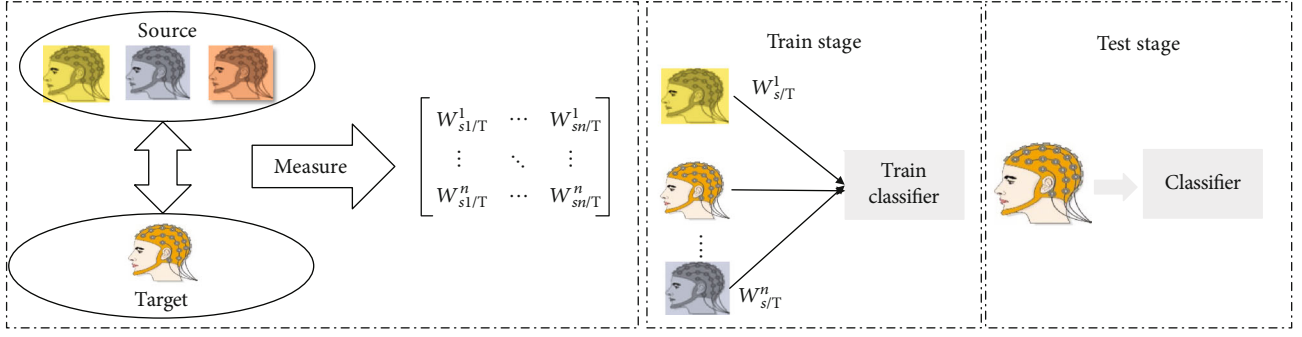 Source
Target
Measure
W^1_{s1/T} ⋯ W^1_{sn/T}
⋮ ⋱ ⋮
W^n_{s1/T} ⋯ W^n_{sn/T}
Train stage
W^1_{s/T}
Train
classifier
⋮
W^n_{s/T}
Test stage
Classifier